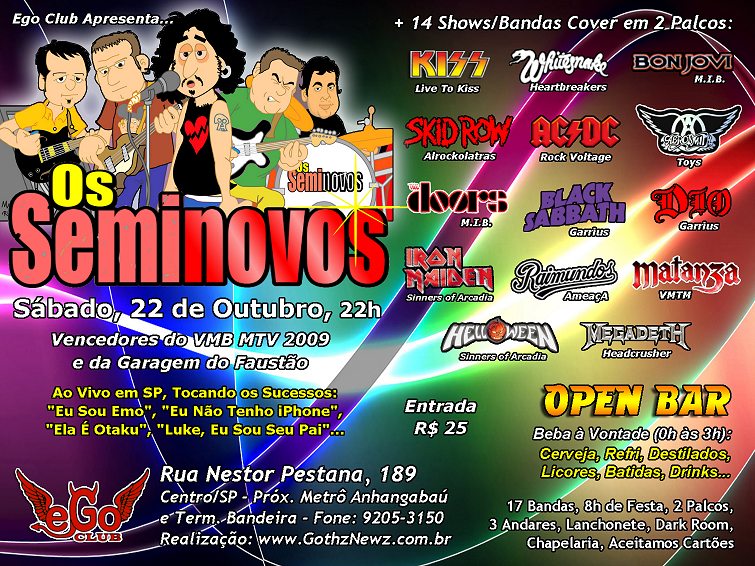 Ego Club Apresenta...
Os
Seminovos
Os
Seminovos
Sábado, 22 de Outubro, 22h
Vencedores do VMB MTV 2009
e da Garagem do Faustão
Ao Vivo em SP, Tocando os Sucessos:
"Eu Sou Emo", "Eu Não Tenho iPhone",
"Ela É Otaku", "Luke, Eu Sou Seu Pai"...
+ 14 Shows/Bandas Cover em 2 Palcos:
KISS
Live To Kiss
Whitesnake
Heartbreakers
BON JOVI
M.I.B.
SKID ROW
Alrockolatras
AC/DC
Rock Voltage
AEROSMITH
Toys
THE
doors
M.I.B.
BLACK
SABBATH
Garrius
DIO
Garrius
IRON
MAIDEN
Sinners of Arcadia
Raimundos
AmeaçA
Matanza
VMTM
HELLOWEEN
Sinners of Arcadia
MEGADETH
Headcrusher
Entrada
R$ 25
OPEN BAR
Beba à Vontade (0h às 3h):
Cerveja, Refri, Destilados,
Licores, Batidas, Drinks...
eGo
CLUB
Rua Nestor Pestana, 189
Centro/SP - Próx. Metrô Anhangabaú
e Term. Bandeira - Fone: 9205-3150
Realização: www.GothzNewz.com.br
17 Bandas, 8h de Festa, 2 Palcos,
3 Andares, Lanchonete, Dark Room,
Chapelaria, Aceitamos Cartões